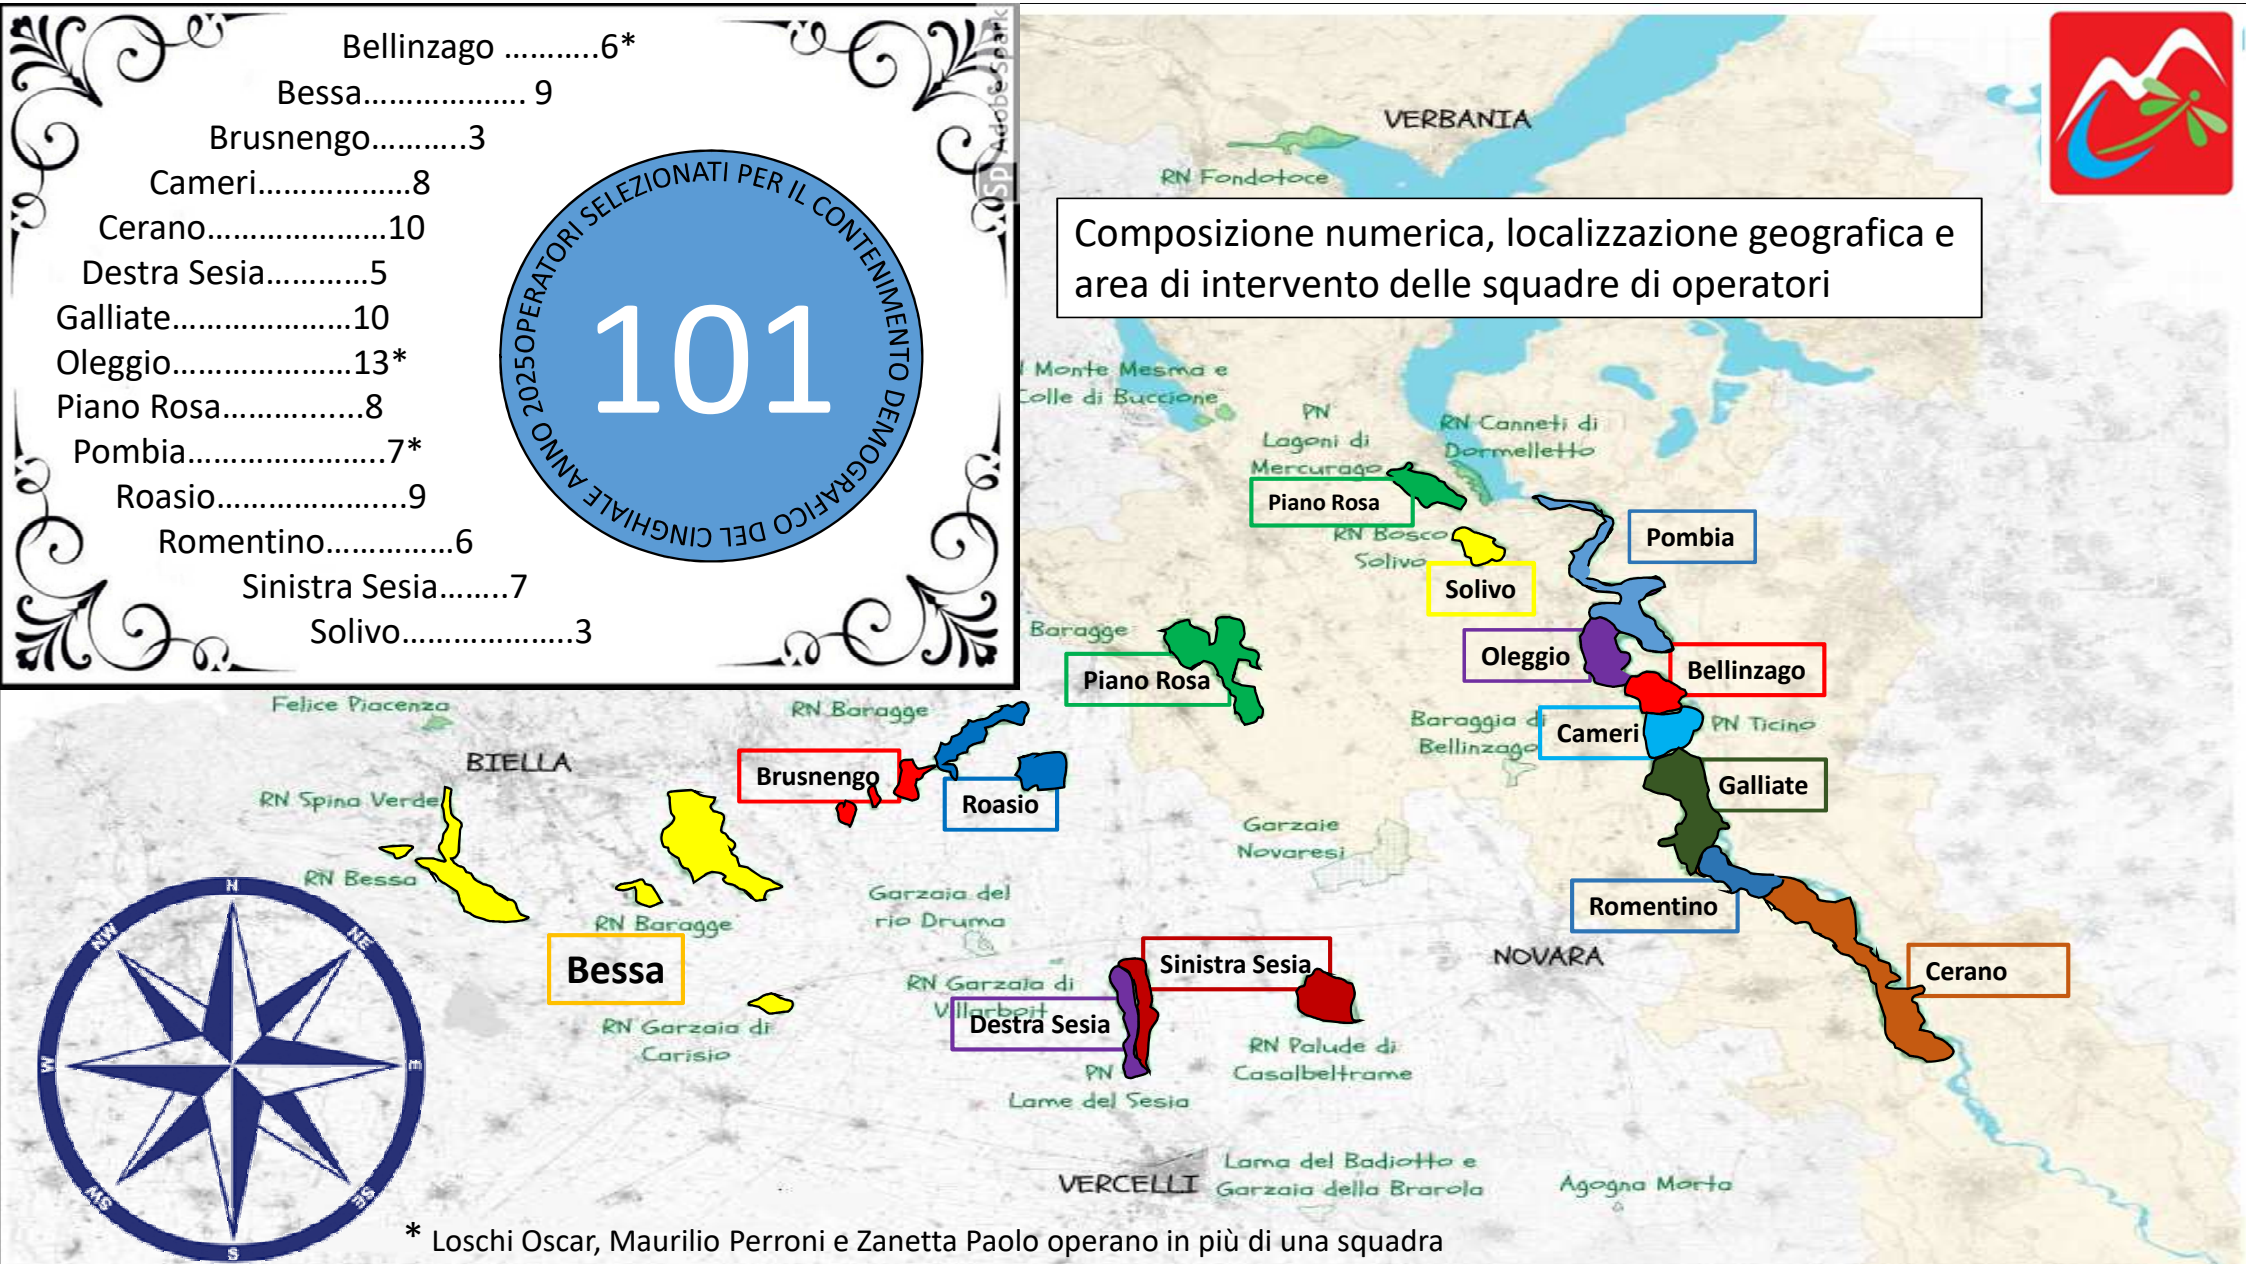 Bellinzago ………..6*
Bessa………………. 9
Brusnengo………..3
Cameri………………8
Cerano…………………10
Destra Sesia…………5
Galliate…………………10
Oleggio…………………13*
Piano Rosa……….......8
Pombia…………………..7*
Roasio…………………....9
Romentino……………6
Sinistra Sesia……..7
Solivo………………..3
OPERATORI SELEZIONATI PER IL CONTENIMENTO DEMOGRAFICO DEL CINGHIALE ANNO 2025
101
Sp Adobe Spark
Composizione numerica, localizzazione geografica e
area di intervento delle squadre di operatori
VERBANIA
RN Fondotoce
Monte Mesma e
Colle di Buccione
PN
Lagoni di
Mercurago
RN Canneti di
Dormelletto
Piano Rosa
RN Bosco
Solivo
Solivo
Pombia
Oleggio
Bellinzago
Baragge
Piano Rosa
Baraggia di
Bellinzago
Cameri
PN Ticino
Galliate
Felice Piacenza
BIELLA
RN Baragge
Brusnengo
Roasio
RN Spina Verde
RN Bessa
RN Baragge
Bessa
Garzaia del
rio Druma
Garzaie
Novaresi
Romentino
NOVARA
Cerano
RN Garzaia di
Villarboit
Destra Sesia
Sinistra Sesia
RN Garzaia di
Carisio
PN
Lame del Sesia
RN Palude di
Casalbeltrame
VERCELLI
Lama del Badiotto e
Garzaia della Brarola
Agogna Morta
N
NE
E
SE
S
SW
W
NW
* Loschi Oscar, Maurilio Perroni e Zanetta Paolo operano in più di una squadra